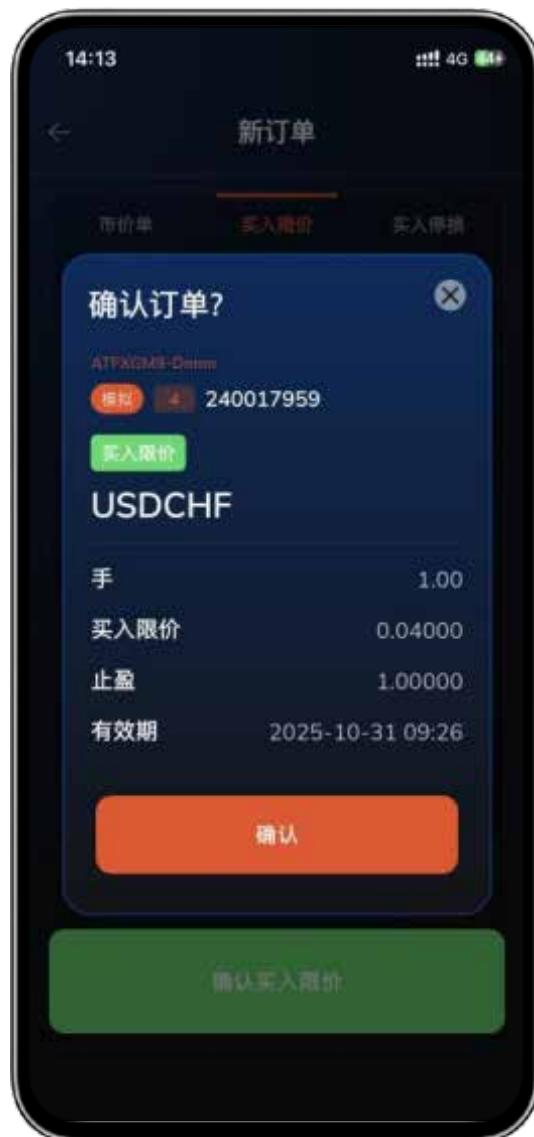 14:13 4G
新订单
市价单 买入限价 买入停损
确认订单?
模拟 4 240017959
买入限价
USDCHF
手 1.00
买入限价 0.04000
止盈 1.00000
有效期 2025-10-31 09:26
确认
确认买入限价